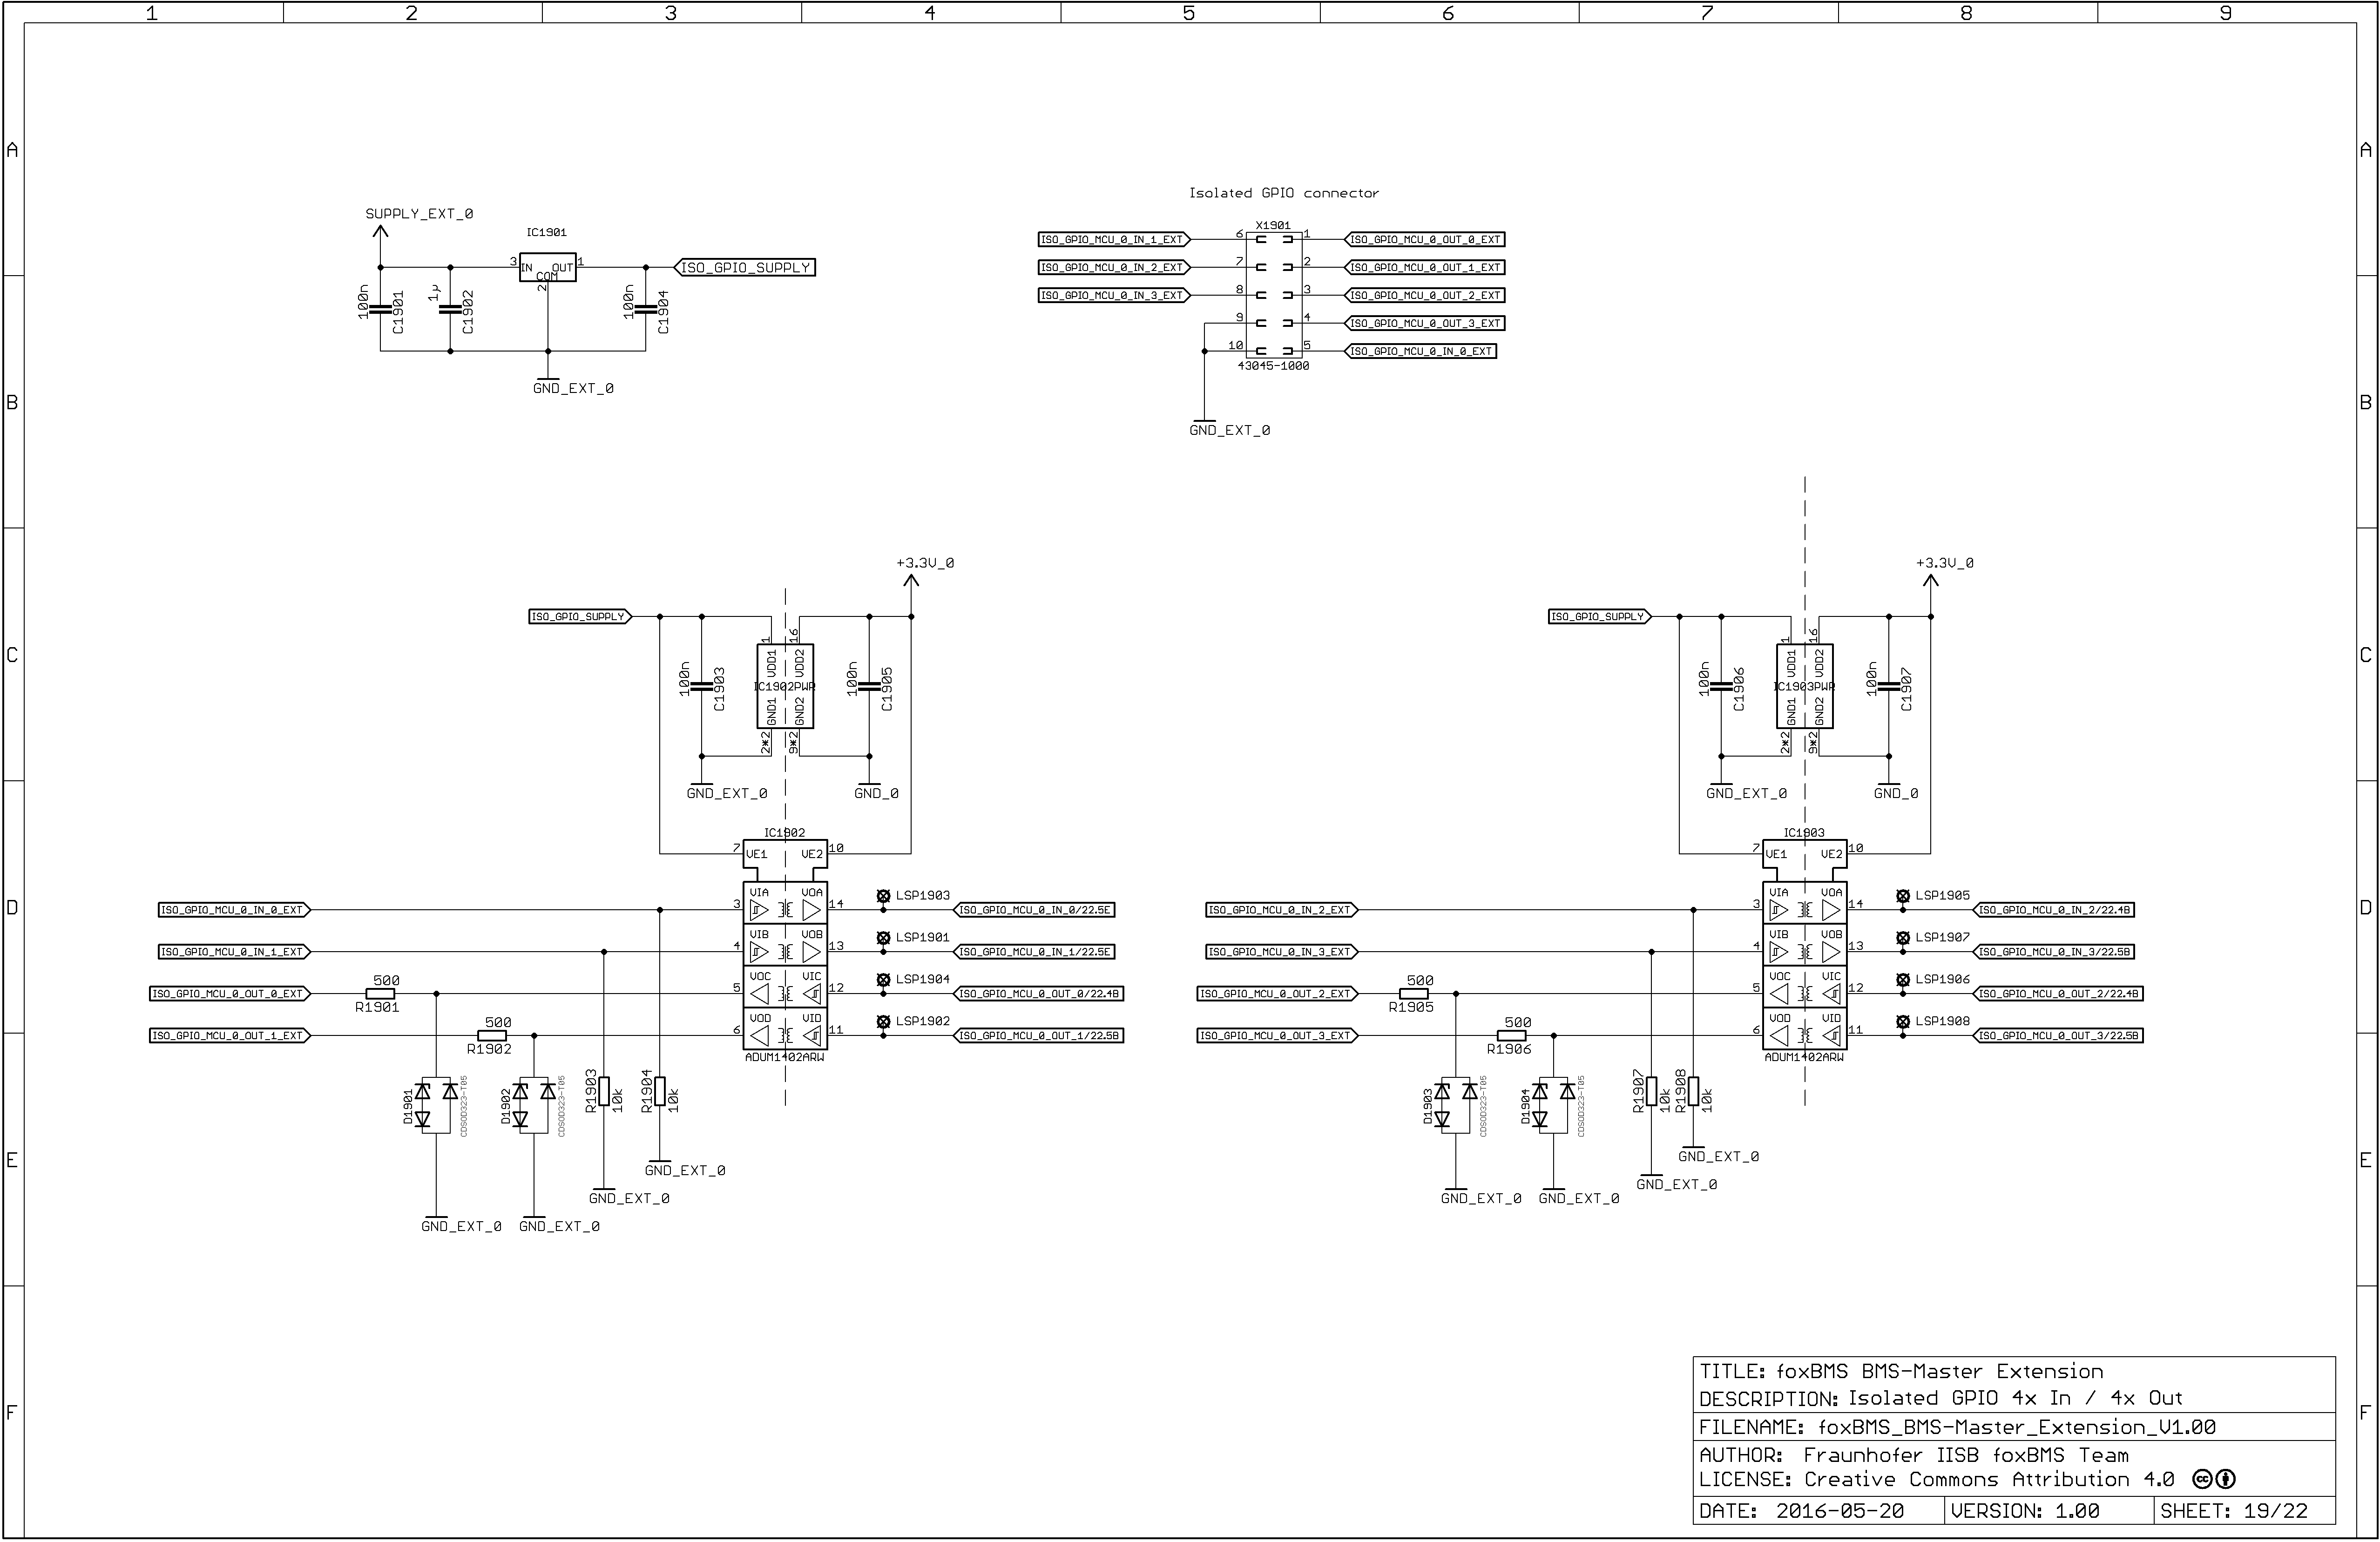 1 2 3 4 5 6 7 8 9
A A
B B
C C
D D
E E
F F
SUPPLY_EXT_0
IC1901
3 IN OUT 1
COM
2
ISO_GPIO_SUPPLY
100n C1901
1µ C1902
100n C1904
GND_EXT_0
Isolated GPIO connector
X1901
ISO_GPIO_MCU_0_IN_1_EXT 6 1 ISO_GPIO_MCU_0_OUT_0_EXT
ISO_GPIO_MCU_0_IN_2_EXT 7 2 ISO_GPIO_MCU_0_OUT_1_EXT
ISO_GPIO_MCU_0_IN_3_EXT 8 3 ISO_GPIO_MCU_0_OUT_2_EXT
9 4 ISO_GPIO_MCU_0_OUT_3_EXT
10 5 ISO_GPIO_MCU_0_IN_0_EXT
43045-1000
GND_EXT_0
+3.3V_0
ISO_GPIO_SUPPLY
1 16
VDD1 VDD2
IC1902PWR
GND1 GND2
2*2 9*2
100n C1903
100n C1905
GND_EXT_0
GND_0
IC1902
7 VE1 VE2 10
VIA VOA
LSP1903
ISO_GPIO_MCU_0_IN_0_EXT 3 14 ISO_GPIO_MCU_0_IN_0/22.5E
VIB VOB
LSP1901
ISO_GPIO_MCU_0_IN_1_EXT 4 13 ISO_GPIO_MCU_0_IN_1/22.5E
VOC VIC
LSP1904
ISO_GPIO_MCU_0_OUT_0_EXT 500 R1901 5 12 ISO_GPIO_MCU_0_OUT_0/22.4B
VOD VID
LSP1902
ISO_GPIO_MCU_0_OUT_1_EXT 500 R1902 6 11 ISO_GPIO_MCU_0_OUT_1/22.5B
ADUM1402ARW
D1901 CDSOD323-T05
D1902 CDSOD323-T05
R1903 10k
R1904 10k
GND_EXT_0
GND_EXT_0
GND_EXT_0
GND_EXT_0
+3.3V_0
ISO_GPIO_SUPPLY
1 16
VDD1 VDD2
IC1903PWR
GND1 GND2
2*2 9*2
100n C1906
100n C1907
GND_EXT_0
GND_0
IC1903
7 VE1 VE2 10
VIA VOA
LSP1905
ISO_GPIO_MCU_0_IN_2_EXT 3 14 ISO_GPIO_MCU_0_IN_2/22.4B
VIB VOB
LSP1907
ISO_GPIO_MCU_0_IN_3_EXT 4 13 ISO_GPIO_MCU_0_IN_3/22.5B
VOC VIC
LSP1906
ISO_GPIO_MCU_0_OUT_2_EXT 500 R1905 5 12 ISO_GPIO_MCU_0_OUT_2/22.4B
VOD VID
LSP1908
ISO_GPIO_MCU_0_OUT_3_EXT 500 R1906 6 11 ISO_GPIO_MCU_0_OUT_3/22.5B
ADUM1402ARW
D1903 CDSOD323-T05
D1904 CDSOD323-T05
R1907 10k
R1908 10k
GND_EXT_0
GND_EXT_0
GND_EXT_0
GND_EXT_0
TITLE: foxBMS BMS-Master Extension
DESCRIPTION: Isolated GPIO 4x In / 4x Out
FILENAME: foxBMS_BMS-Master_Extension_V1.00
AUTHOR: Fraunhofer IISB foxBMS Team
LICENSE: Creative Commons Attribution 4.0 cc
DATE: 2016-05-20 VERSION: 1.00 SHEET: 19/22
1 2 3 4 5 6 7 8 9